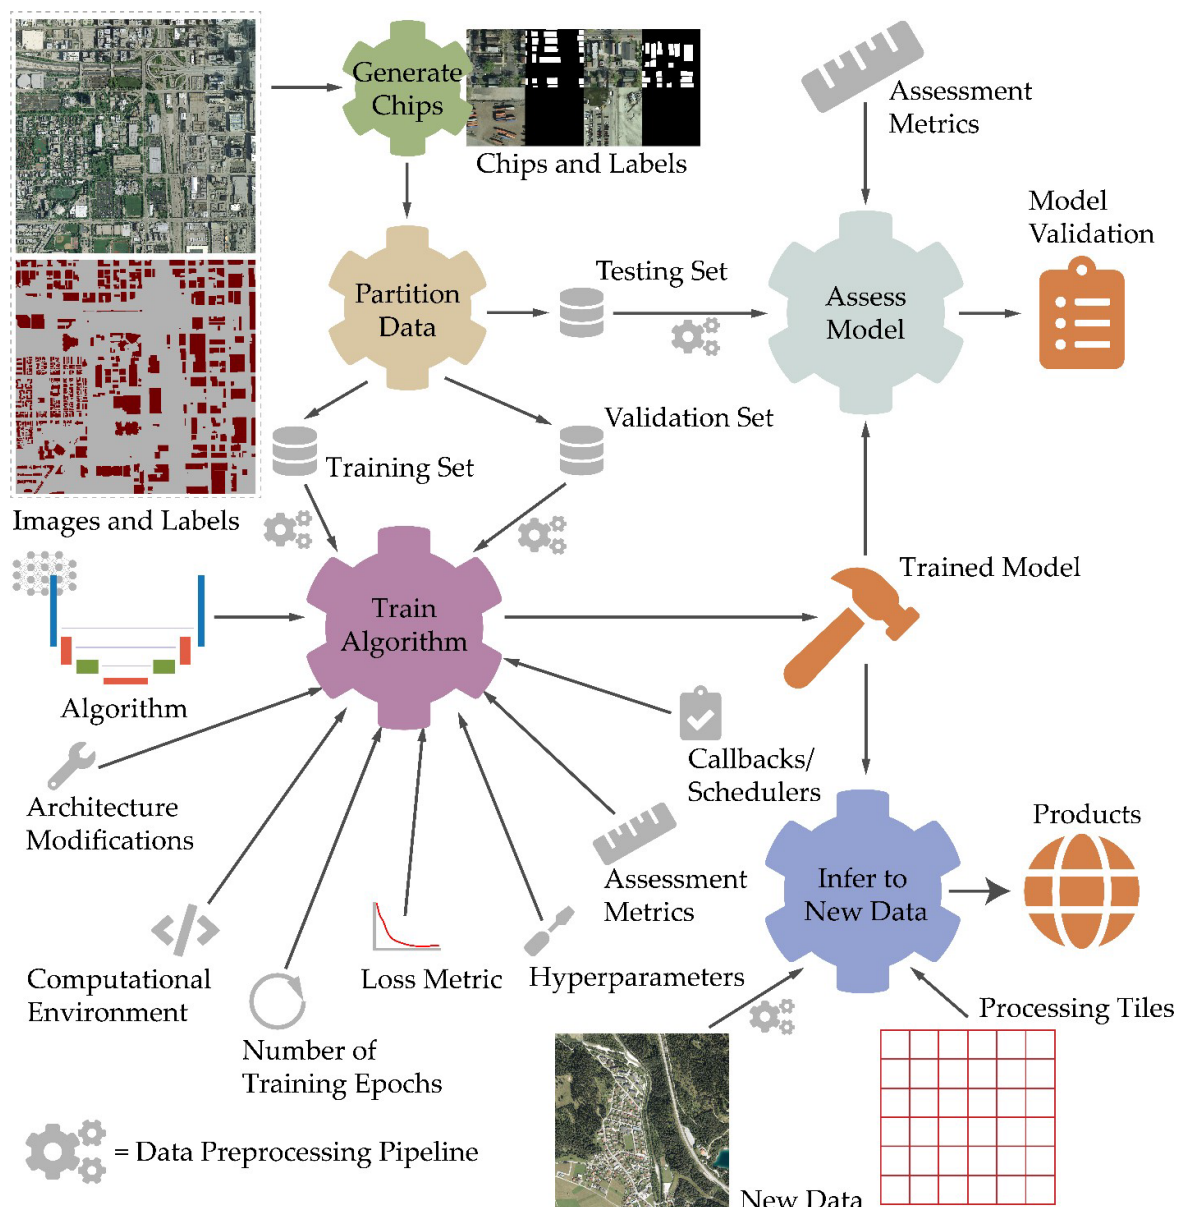 Generate
Chips
Chips and Labels
Assessment
Metrics
Model
Validation
Partition
Data
Testing Set
Assess
Model
Validation Set
Training Set
Images and Labels
Train
Algorithm
Trained Model
Algorithm
Callbacks/
Schedulers
Architecture
Modifications
Products
Assessment
Metrics
Infer to
New Data
Computational
Environment
Loss Metric
Hyperparameters
Processing Tiles
Number of
Training Epochs
= Data Preprocessing Pipeline
New Data